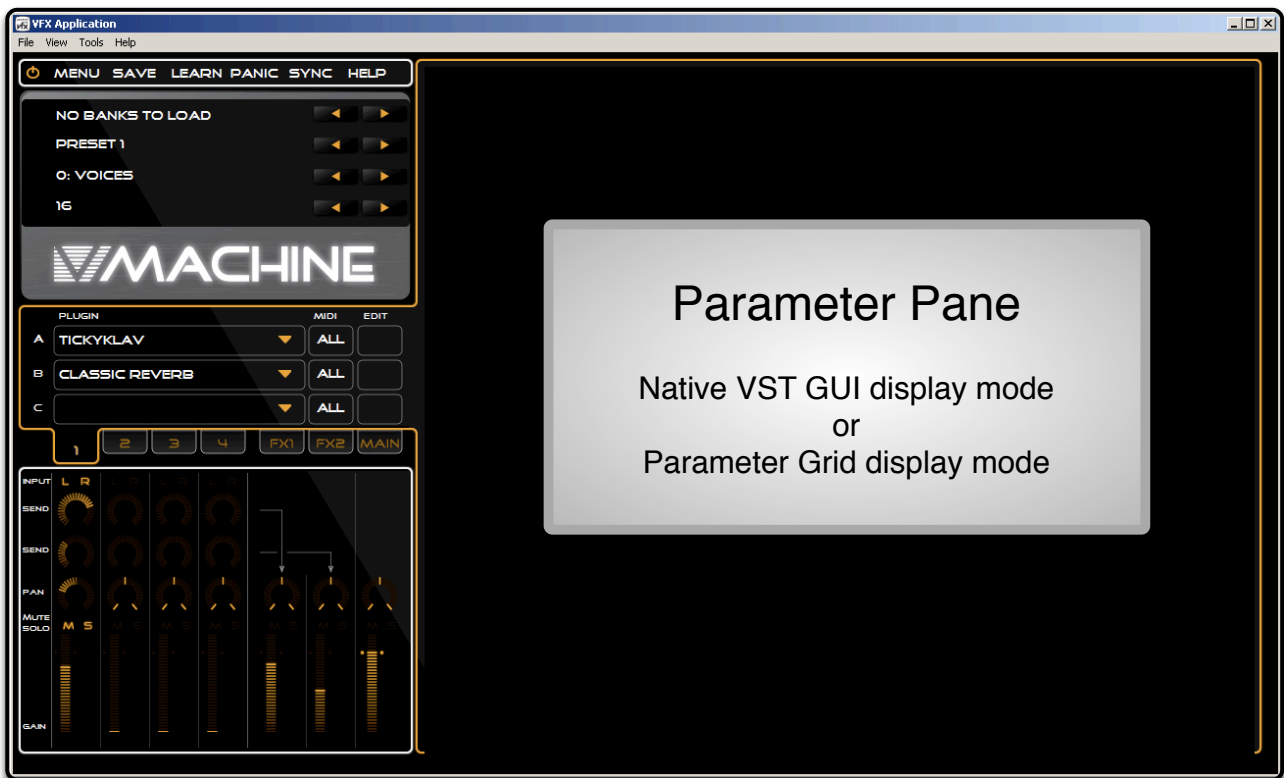 VFX Application
File View Tools Help
MENU SAVE LEARN PANIC SYNC HELP
NO BANKS TO LOAD
PRESET 1
0: VOICES
16
VMACHINE
PLUGIN MIDI EDIT
A TICKYKLAV ALL
B CLASSIC REVERB ALL
C ALL
1 2 3 4 FX1 FX2 MAIN
INPUT L R L R L R L R
SEND
SEND
PAN
MUTE
SOLO M S M S M S M S M S M S M S
GAIN
Parameter Pane
Native VST GUI display mode
or
Parameter Grid display mode